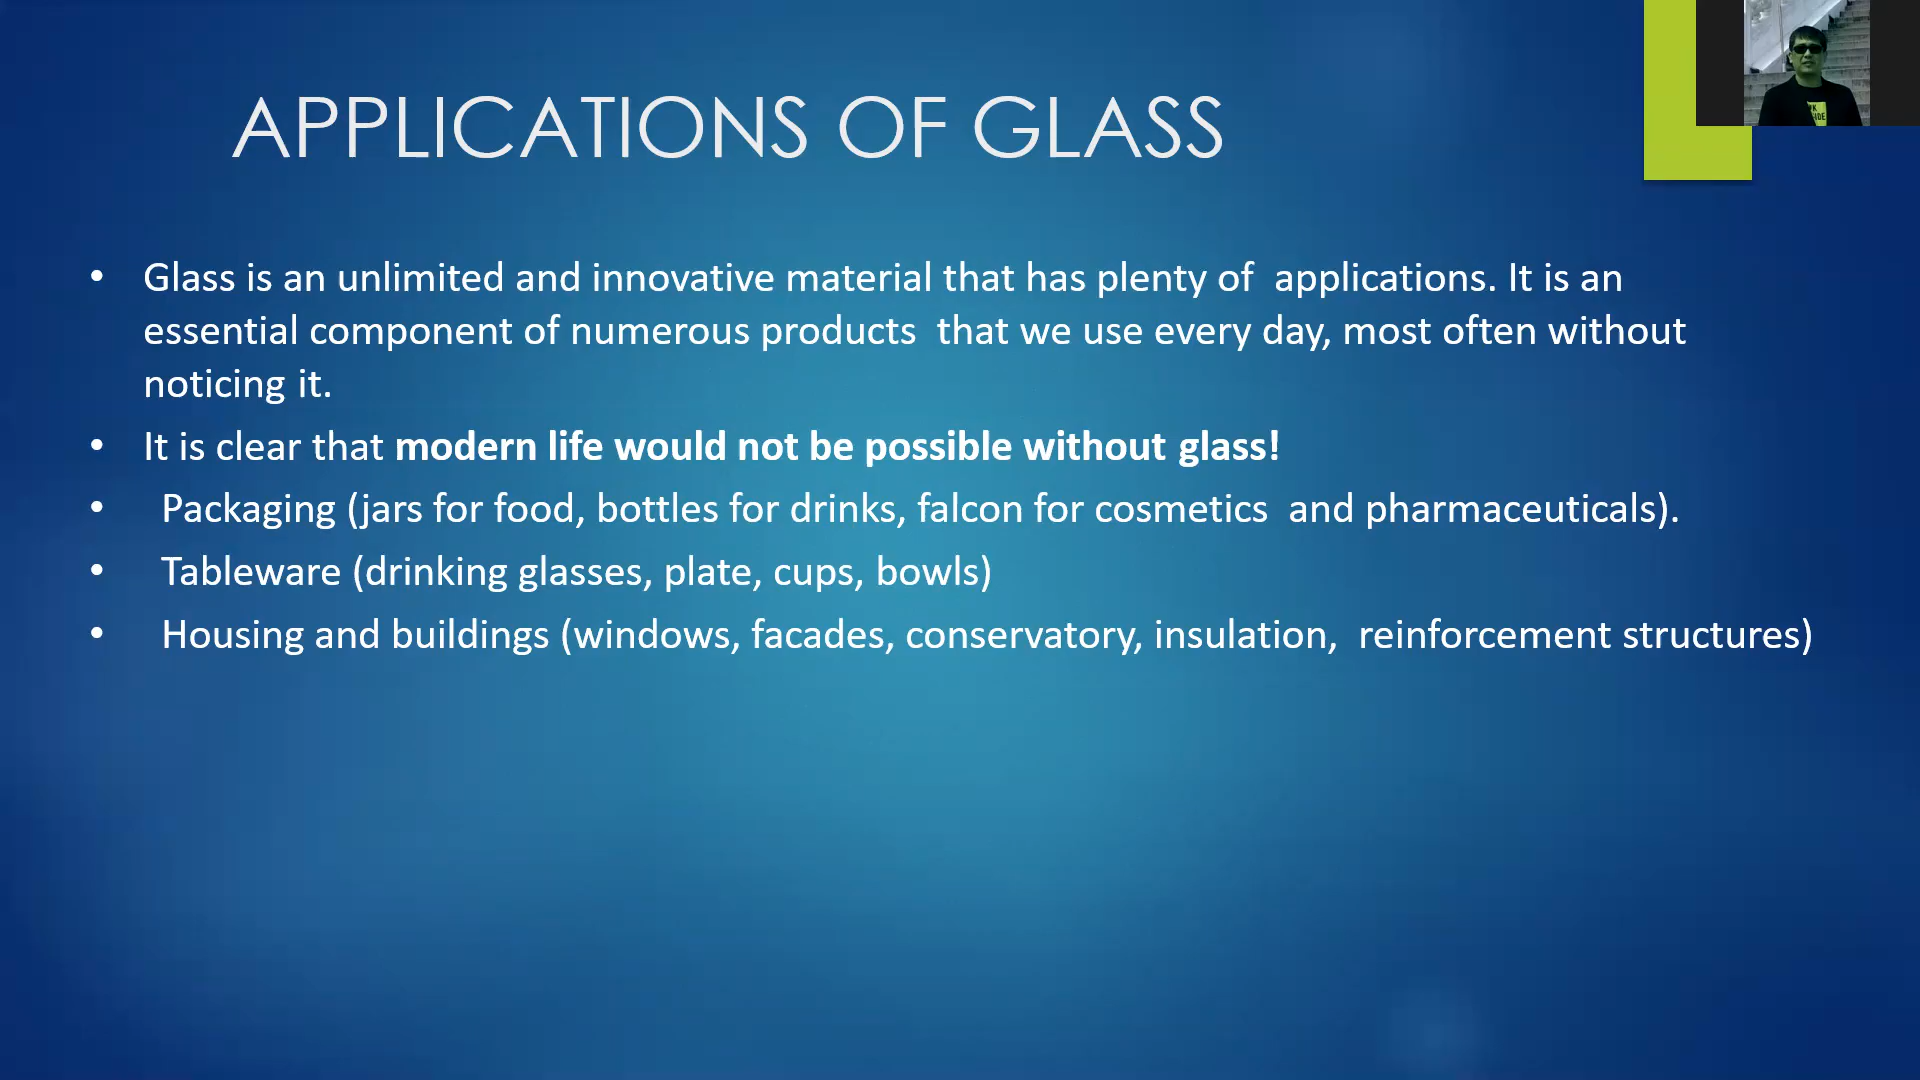 APPLICATIONS OF GLASS
• Glass is an unlimited and innovative material that has plenty of applications. It is an
essential component of numerous products that we use every day, most often without
noticing it.
• It is clear that modern life would not be possible without glass!
• Packaging (jars for food, bottles for drinks, falcon for cosmetics and pharmaceuticals).
• Tableware (drinking glasses, plate, cups, bowls)
• Housing and buildings (windows, facades, conservatory, insulation, reinforcement structures)